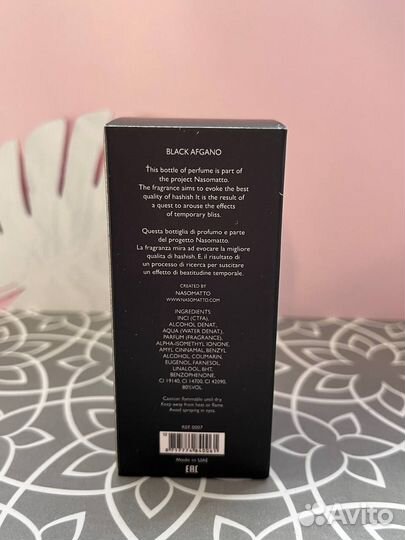 BLACK AFGANO
This bottle of perfume is part of
the project Nasomatto.
The fragrance aims to evoke the best
quality of hashish It is the result of
a quest to arouse the effects
of temporary bliss.
Questa bottiglia di profumo e parte
del progetto Nasomatto.
La fragranza mira ad evocare la migliore
qualita di hashish. E, il risultato di
un processo di ricerca per suscitare
un effetto di beatitudine temporale.
CREATED BY
NASOMATTO
WWW.NASOMATTO.COM
INGREDIENTS:
INCI (CTFA),
ALCOHOL DENAT.,
AQUA (WATER DENAT.),
PARFUM (FRAGRANCE),
ALPHA-ISOMETHYL IONONE,
AMYL CINNAMAL, BENZYL
ALCOHOL, COUMARIN,
EUGENOL, FARNESOL,
LINALOOL, BHT,
BENZOPHENONE,
CI 19140, CI 14700, CI 42090,
80%VOL
Caution: flammable until dry
Keep away from heat or flame
Avoid spraying in eyes.
REF 0007
8 717774 840061
Made in UAE
EAC
Avito